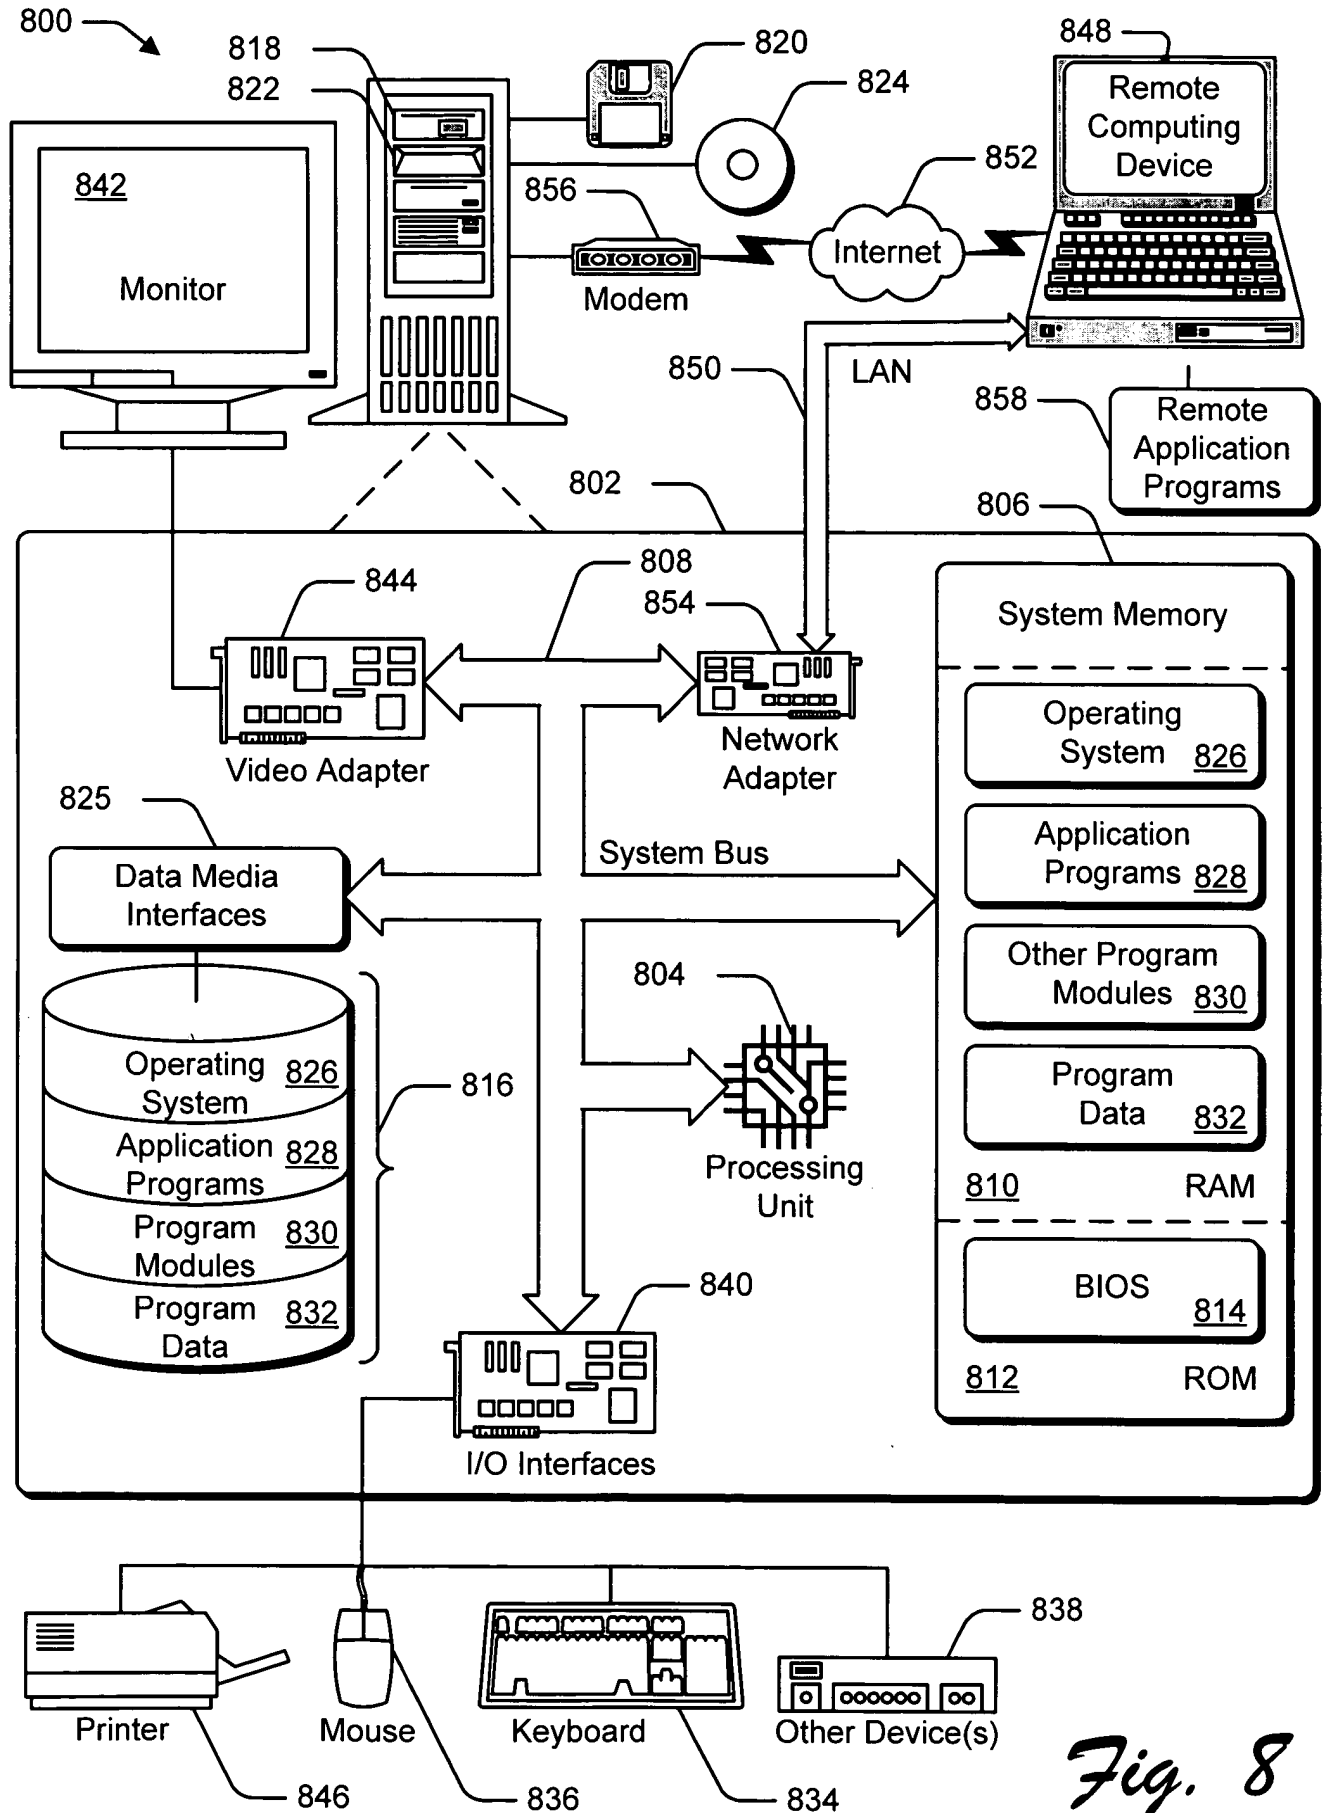 800
818
822
820
824
848
Remote
Computing
Device
842
Monitor
856
Modem
852
Internet
850
LAN
858
Remote
Application
Programs
802
806
808
844
854
Video Adapter
Network
Adapter
System Memory
Operating
System 826
Application
Programs 828
Other Program
Modules 830
Program
Data 832
810 RAM
BIOS
814
812 ROM
825
Data Media
Interfaces
System Bus
804
Processing
Unit
Operating
System 826
Application
Programs 828
Program
Modules 830
Program
Data 832
816
840
I/O Interfaces
Printer
846
Mouse
836
Keyboard
834
838
Other Device(s)
Fig. 8